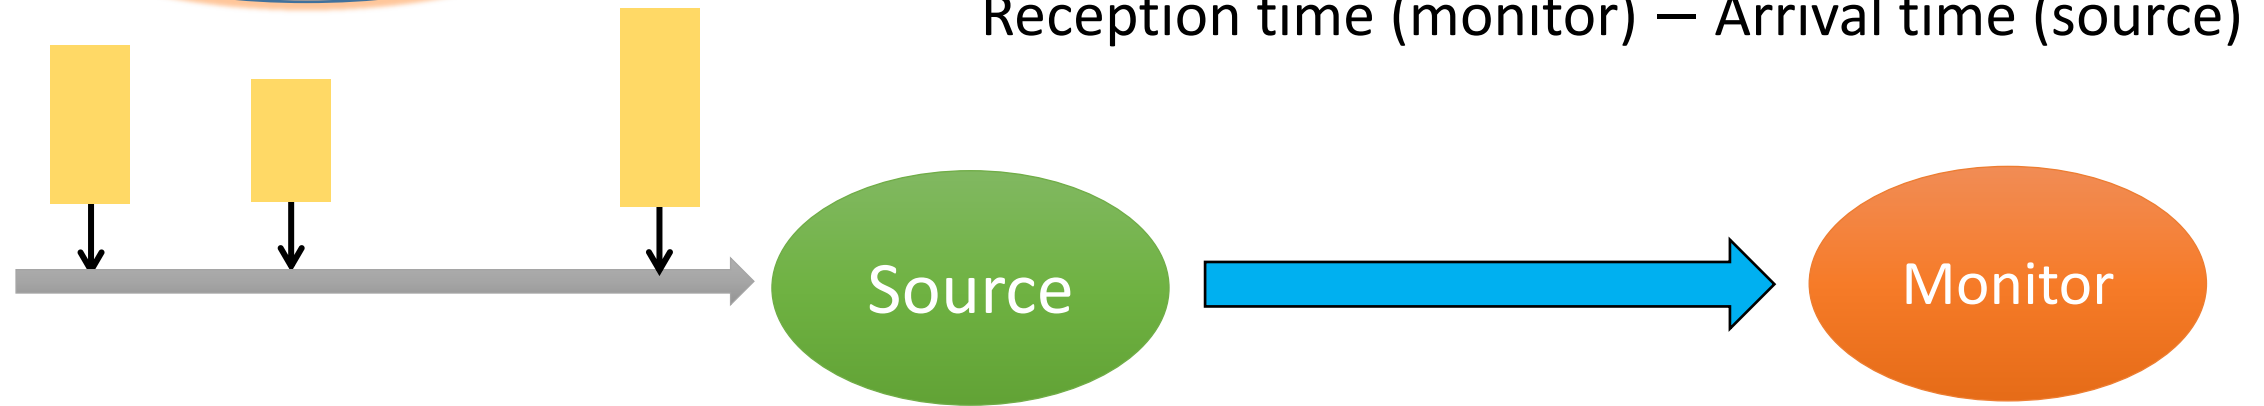 Reception time (monitor) − Arrival time (source)
Source
Monitor